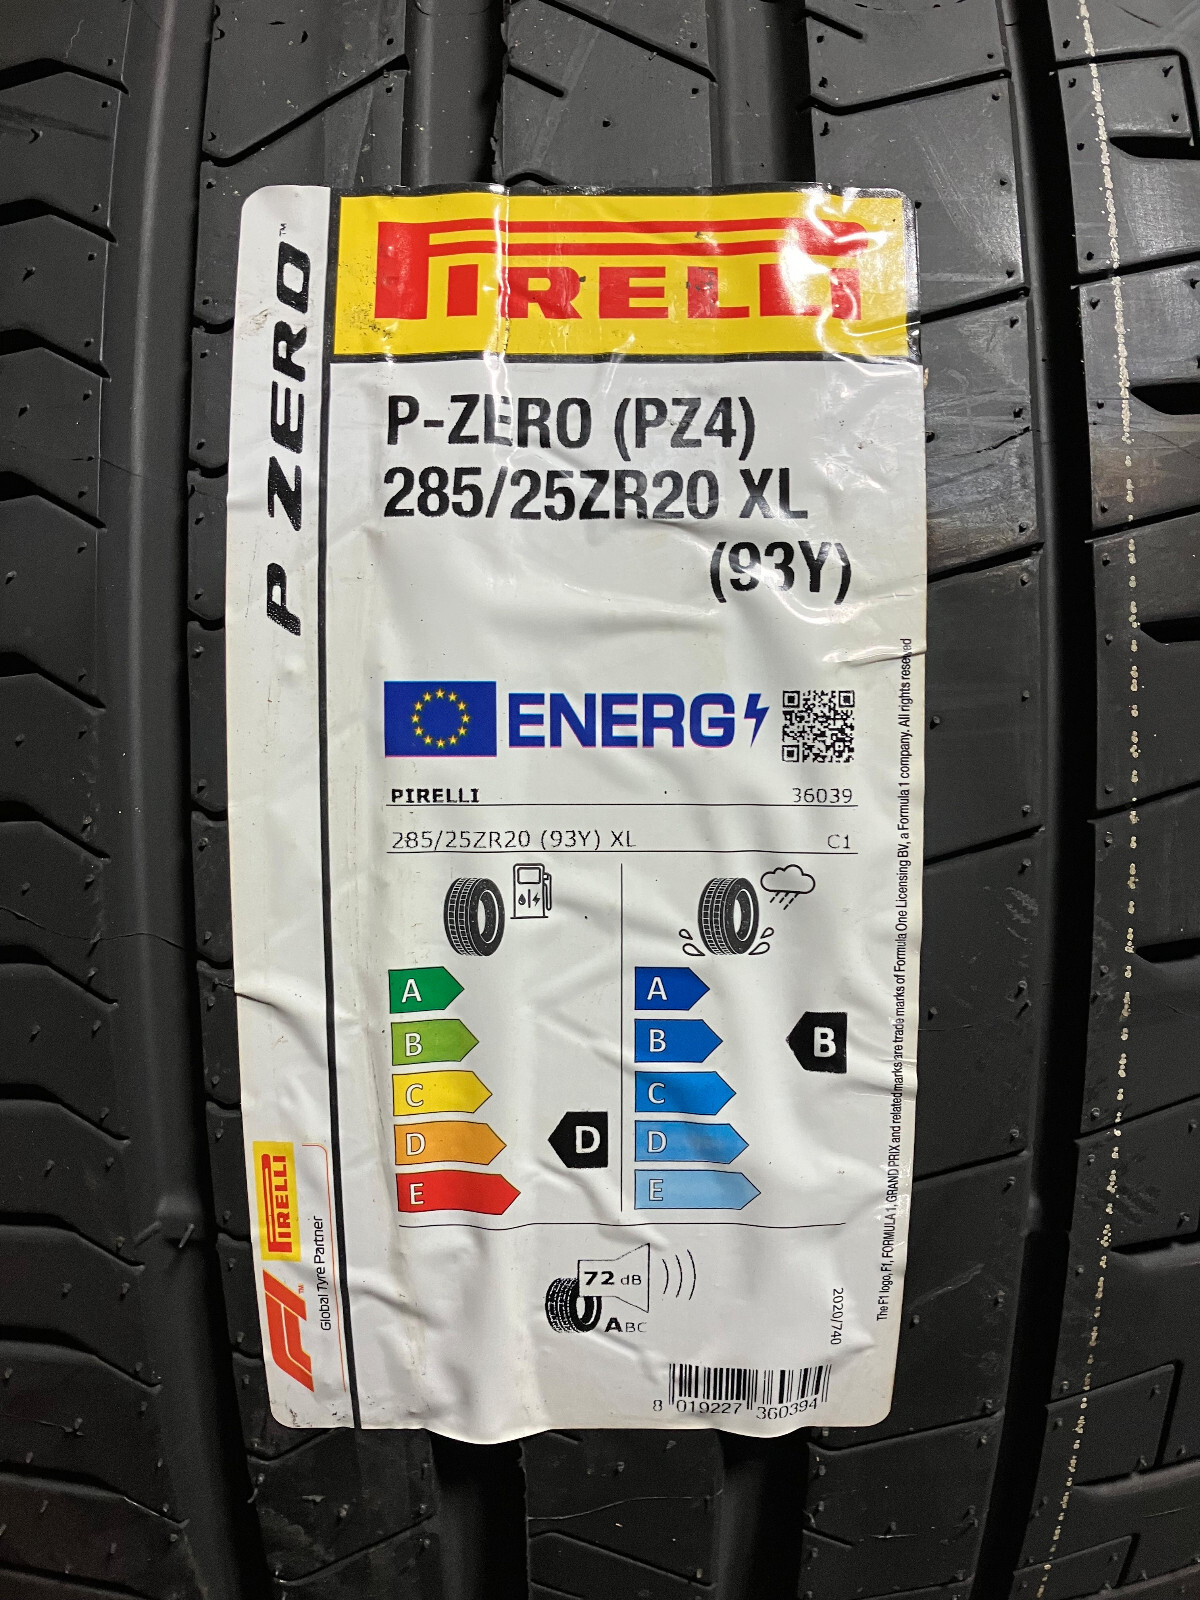 PIRELLI
P ZERO™
P-ZERO (PZ4)
285/25ZR20 XL
(93Y)
ENERG
PIRELLI 36039
285/25ZR20 (93Y) XL C1
A
B
C
D
E
D
A
B
C
D
E
B
72 dB
ABC
2020/740
8 019227 360394
The F1 logo, F1, FORMULA 1, GRAND PRIX and related marks are trade marks of Formula One Licensing BV, a Formula 1 company. All rights reserved
PIRELLI
F1™
Global Tyre Partner